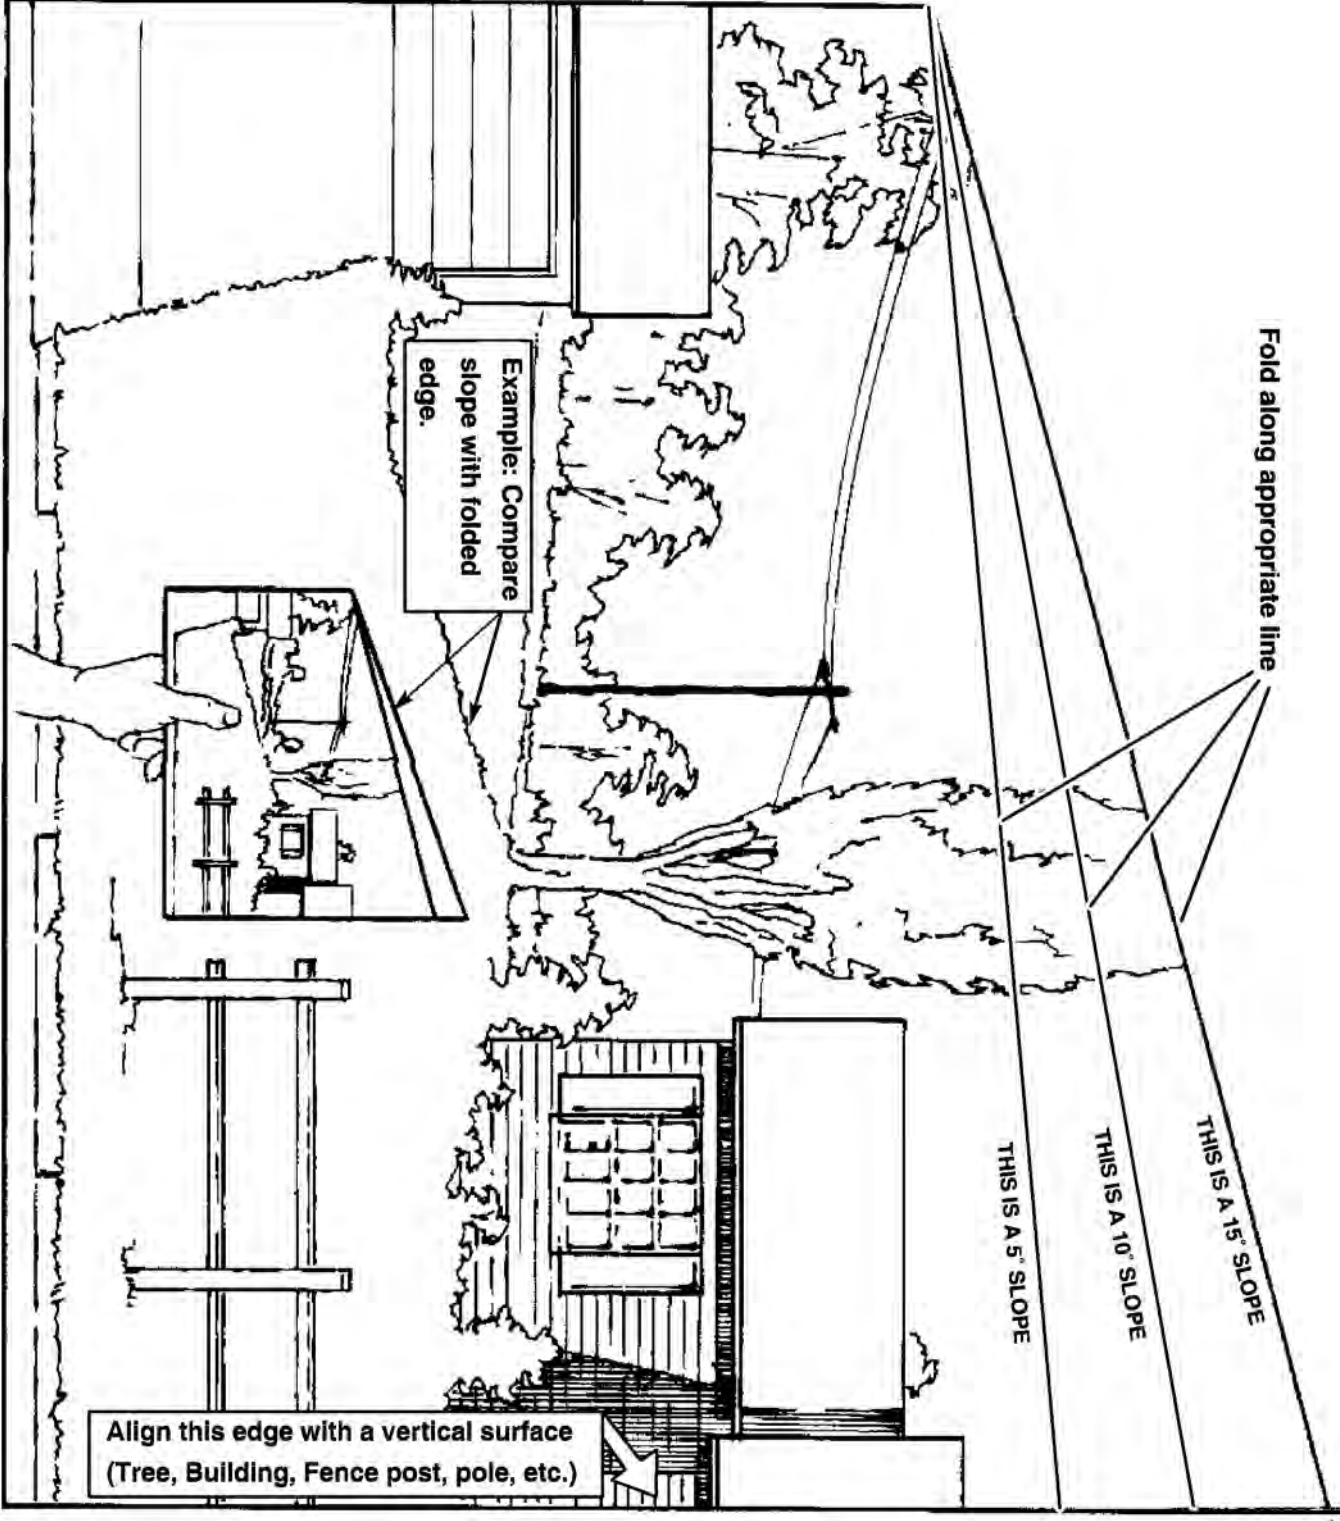 Fold along appropriate line
THIS IS A 15° SLOPE
THIS IS A 10° SLOPE
THIS IS A 5° SLOPE
Example: Compare
slope with folded
edge.
Align this edge with a vertical surface
(Tree, Building, Fence post, pole, etc.)